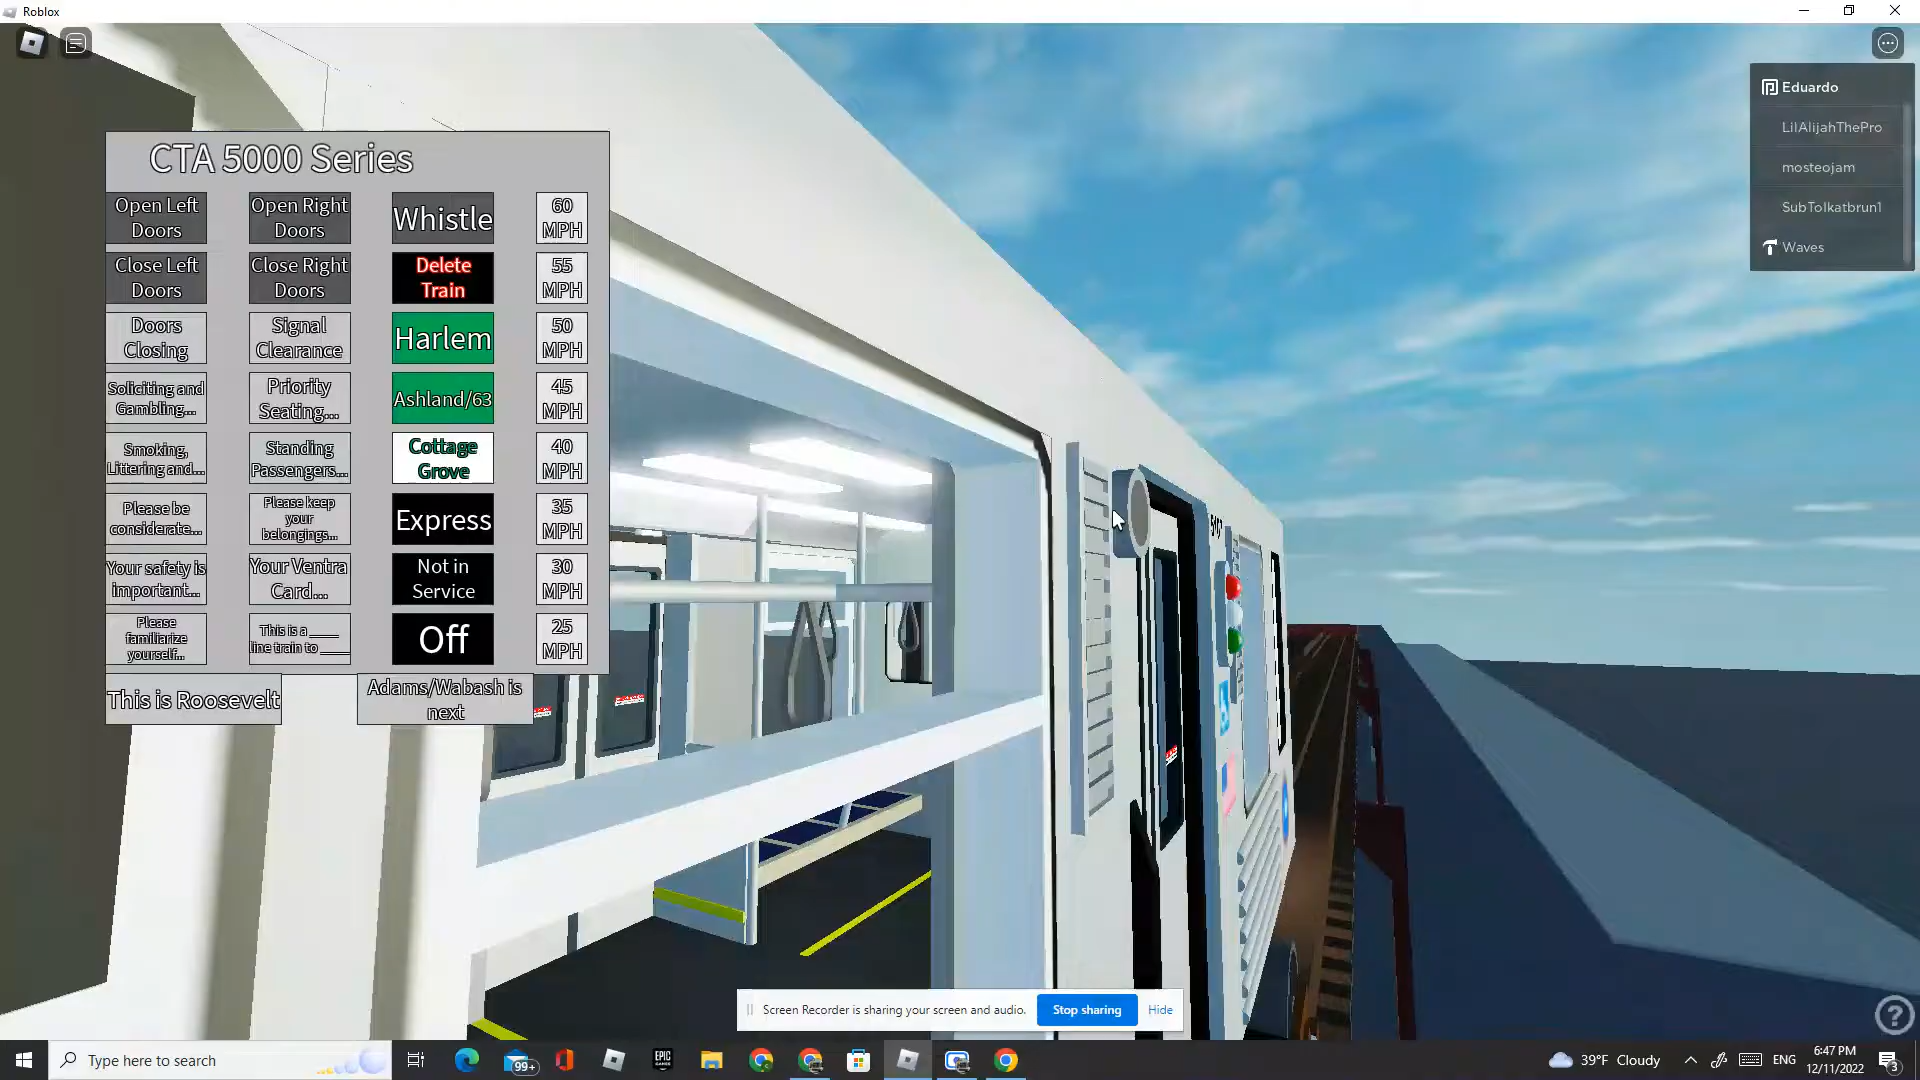 Roblox
Eduardo
LilAlijahThePro
mosteojam
SubTolkatbrun1
Waves
CTA 5000 Series
Open Left
Doors
Open Right
Doors
Whistle
60
MPH
Close Left
Doors
Close Right
Doors
Delete
Train
55
MPH
Doors
Closing
Signal
Clearance
Harlem
50
MPH
Soliciting and
Gambling...
Priority
Seating...
Ashland/63
45
MPH
Smoking,
Littering and...
Standing
Passengers...
Cottage
Grove
40
MPH
Please be
considerate...
Please keep
your
belongings...
Express
35
MPH
Your safety is
important...
Your Ventra
Card...
Not in
Service
30
MPH
Please
familiarize
yourself...
This is a ____
line train to ____
Off
25
MPH
This is Roosevelt
Adams/Wabash is
next
Screen Recorder is sharing your screen and audio.
Stop sharing
Hide
Type here to search
99+
EPIC
GAMES
39°F Cloudy
ENG
6:47 PM
12/11/2022
3